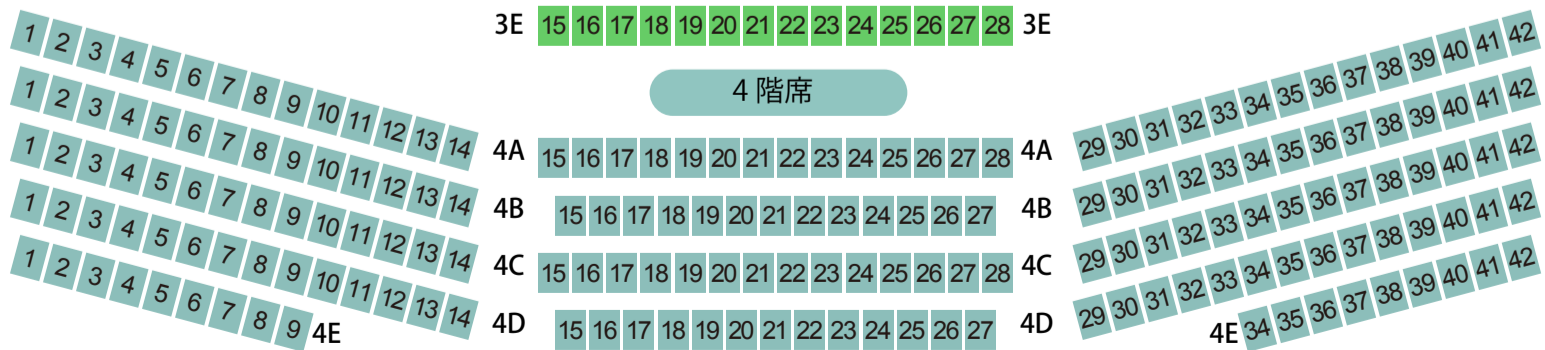 3E 15 16 17 18 19 20 21 22 23 24 25 26 27 28 3E
4 階席
1 2 3 4 5 6 7 8 9 10 11 12 13 14 4A 15 16 17 18 19 20 21 22 23 24 25 26 27 28 4A 29 30 31 32 33 34 35 36 37 38 39 40 41 42
1 2 3 4 5 6 7 8 9 10 11 12 13 14 4B 15 16 17 18 19 20 21 22 23 24 25 26 27 4B 29 30 31 32 33 34 35 36 37 38 39 40 41 42
1 2 3 4 5 6 7 8 9 10 11 12 13 14 4C 15 16 17 18 19 20 21 22 23 24 25 26 27 28 4C 29 30 31 32 33 34 35 36 37 38 39 40 41 42
1 2 3 4 5 6 7 8 9 10 11 12 13 14 4D 15 16 17 18 19 20 21 22 23 24 25 26 27 4D 29 30 31 32 33 34 35 36 37 38 39 40 41 42
1 2 3 4 5 6 7 8 9 4E 4E 34 35 36 37 38 39 40 41 42